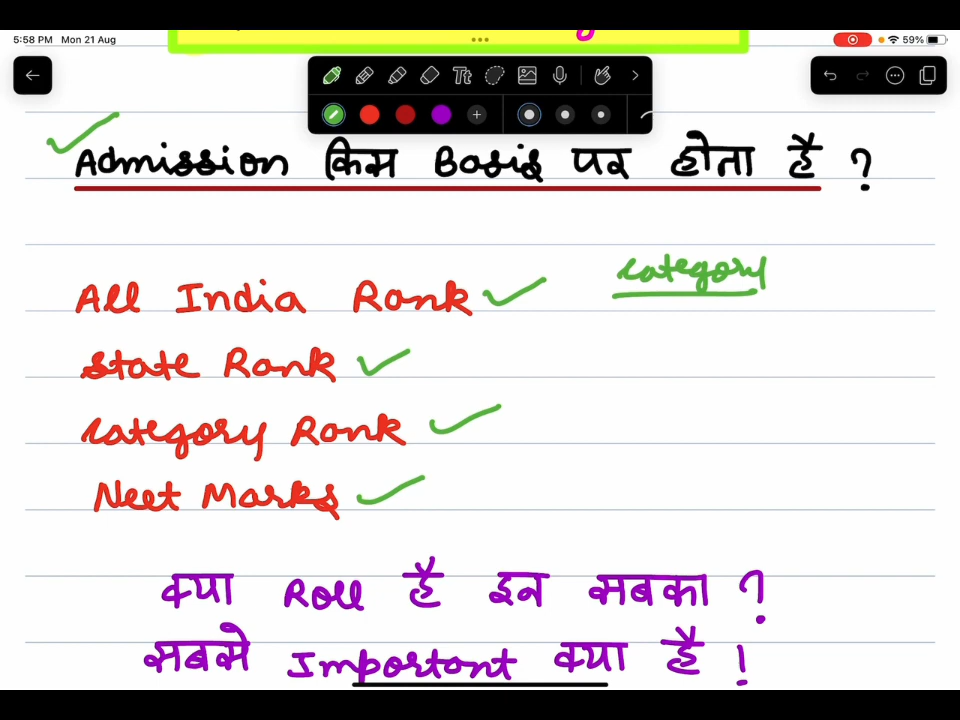 5:58 PM Mon 21 Aug
59%
Tt
Admission किस Basis पर होता है ?
category
All India Rank
State Rank
Category Rank
Neet Marks
क्या Roll है इन सबका ?
सबसे Important क्या है !